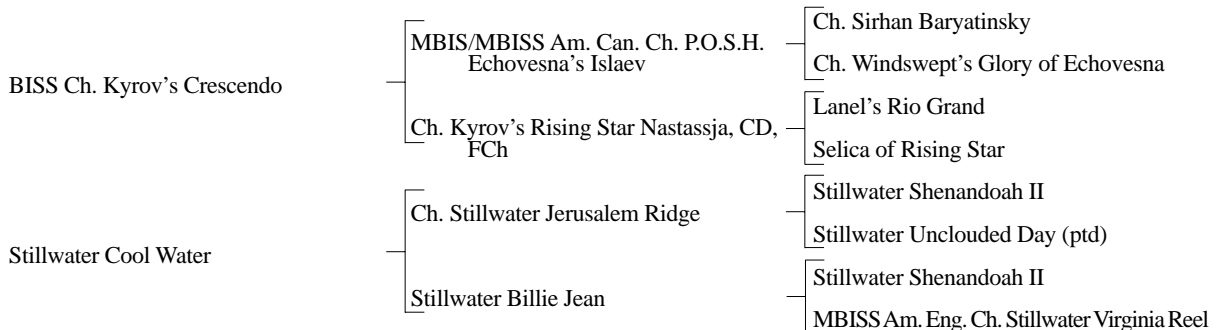 Ch. Sirhan Baryatinsky
MBIS/MBISS Am. Can. Ch. P.O.S.H.
Echovesna’s Islaev
Ch. Windswept’s Glory of Echovesna
BISS Ch. Kyrov’s Crescendo
Lanel’s Rio Grand
Ch. Kyrov’s Rising Star Nastassja, CD,
FCh
Selica of Rising Star
Stillwater Shenandoah II
Ch. Stillwater Jerusalem Ridge
Stillwater Unclouded Day (ptd)
Stillwater Cool Water
Stillwater Shenandoah II
Stillwater Billie Jean
MBISS Am. Eng. Ch. Stillwater Virginia Reel